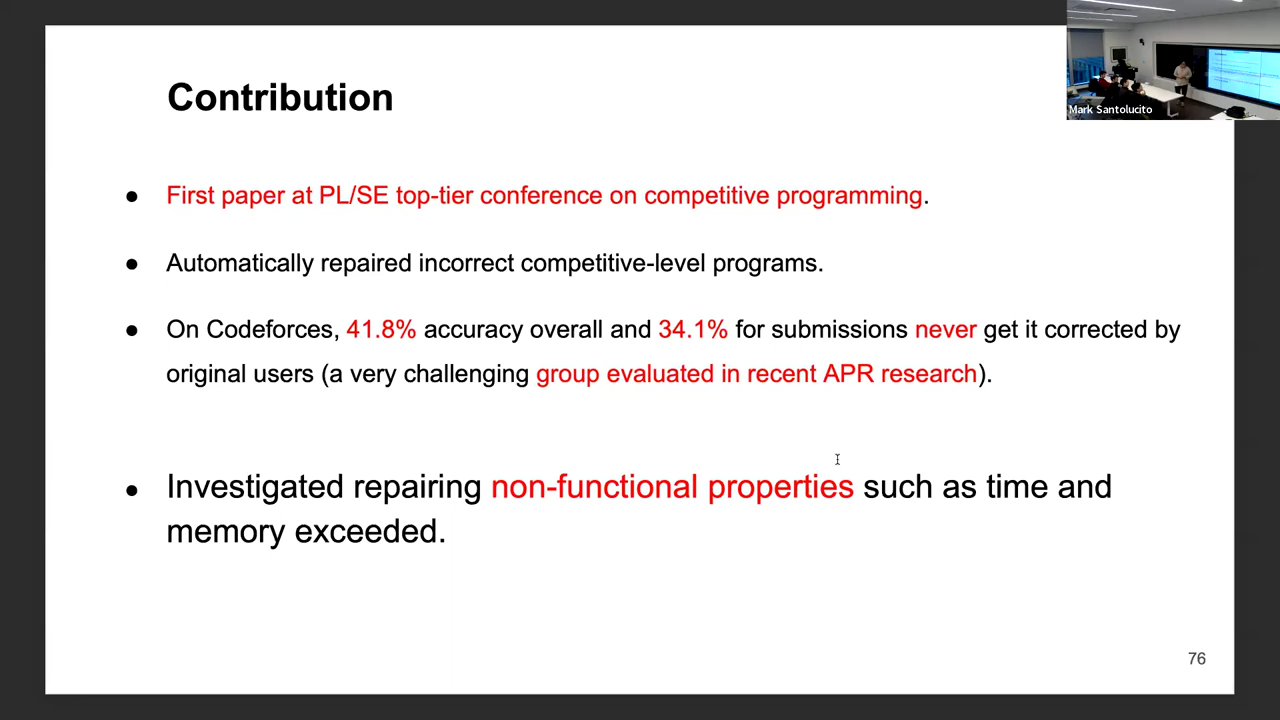 Contribution
Mark Santolucito
● First paper at PL/SE top-tier conference on competitive programming.
● Automatically repaired incorrect competitive-level programs.
● On Codeforces, 41.8% accuracy overall and 34.1% for submissions never get it corrected by
original users (a very challenging group evaluated in recent APR research).
● Investigated repairing non-functional properties such as time and
memory exceeded.
76